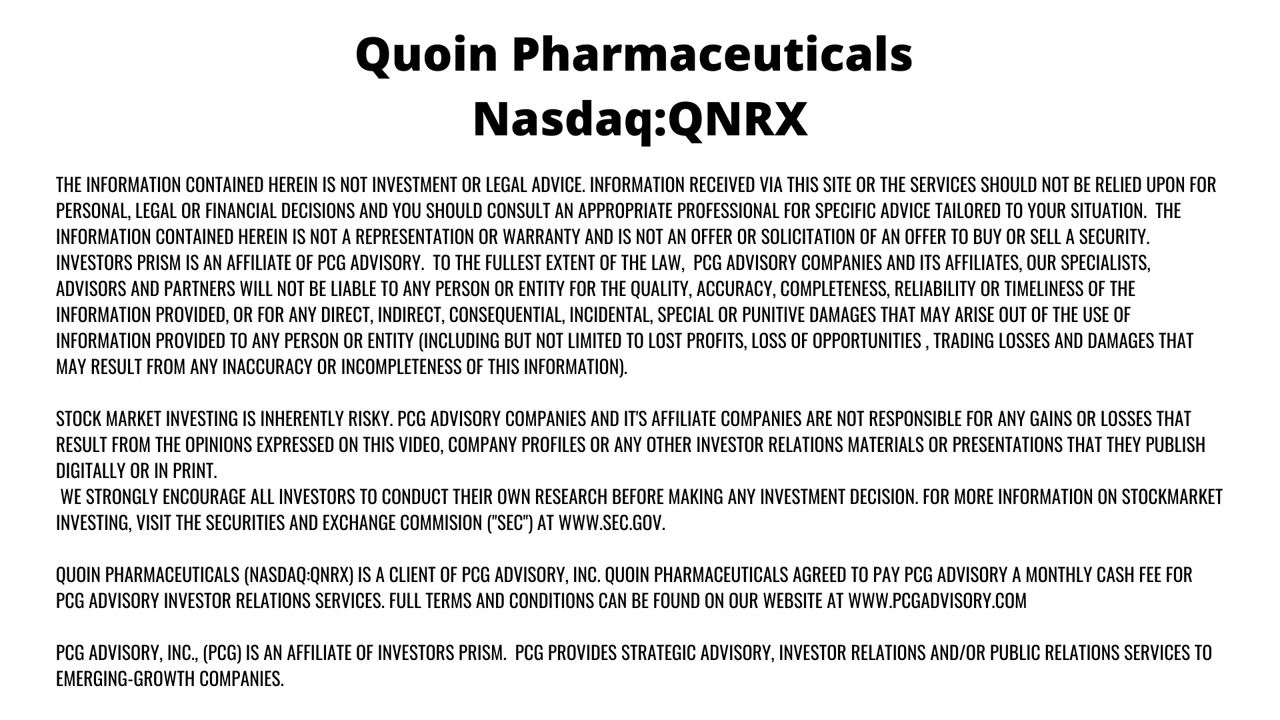 Quoin Pharmaceuticals
Nasdaq:QNRX
THE INFORMATION CONTAINED HEREIN IS NOT INVESTMENT OR LEGAL ADVICE. INFORMATION RECEIVED VIA THIS SITE OR THE SERVICES SHOULD NOT BE RELIED UPON FOR
PERSONAL, LEGAL OR FINANCIAL DECISIONS AND YOU SHOULD CONSULT AN APPROPRIATE PROFESSIONAL FOR SPECIFIC ADVICE TAILORED TO YOUR SITUATION. THE
INFORMATION CONTAINED HEREIN IS NOT A REPRESENTATION OR WARRANTY AND IS NOT AN OFFER OR SOLICITATION OF AN OFFER TO BUY OR SELL A SECURITY.
INVESTORS PRISM IS AN AFFILIATE OF PCG ADVISORY. TO THE FULLEST EXTENT OF THE LAW, PCG ADVISORY COMPANIES AND ITS AFFILIATES, OUR SPECIALISTS,
ADVISORS AND PARTNERS WILL NOT BE LIABLE TO ANY PERSON OR ENTITY FOR THE QUALITY, ACCURACY, COMPLETENESS, RELIABILITY OR TIMELINESS OF THE
INFORMATION PROVIDED, OR FOR ANY DIRECT, INDIRECT, CONSEQUENTIAL, INCIDENTAL, SPECIAL OR PUNITIVE DAMAGES THAT MAY ARISE OUT OF THE USE OF
INFORMATION PROVIDED TO ANY PERSON OR ENTITY (INCLUDING BUT NOT LIMITED TO LOST PROFITS, LOSS OF OPPORTUNITIES , TRADING LOSSES AND DAMAGES THAT
MAY RESULT FROM ANY INACCURACY OR INCOMPLETENESS OF THIS INFORMATION).
STOCK MARKET INVESTING IS INHERENTLY RISKY. PCG ADVISORY COMPANIES AND IT'S AFFILIATE COMPANIES ARE NOT RESPONSIBLE FOR ANY GAINS OR LOSSES THAT
RESULT FROM THE OPINIONS EXPRESSED ON THIS VIDEO, COMPANY PROFILES OR ANY OTHER INVESTOR RELATIONS MATERIALS OR PRESENTATIONS THAT THEY PUBLISH
DIGITALLY OR IN PRINT.
WE STRONGLY ENCOURAGE ALL INVESTORS TO CONDUCT THEIR OWN RESEARCH BEFORE MAKING ANY INVESTMENT DECISION. FOR MORE INFORMATION ON STOCKMARKET
INVESTING, VISIT THE SECURITIES AND EXCHANGE COMMISION ("SEC") AT WWW.SEC.GOV.
QUOIN PHARMACEUTICALS (NASDAQ:QNRX) IS A CLIENT OF PCG ADVISORY, INC. QUOIN PHARMACEUTICALS AGREED TO PAY PCG ADVISORY A MONTHLY CASH FEE FOR
PCG ADVISORY INVESTOR RELATIONS SERVICES. FULL TERMS AND CONDITIONS CAN BE FOUND ON OUR WEBSITE AT WWW.PCGADVISORY.COM
PCG ADVISORY, INC., (PCG) IS AN AFFILIATE OF INVESTORS PRISM. PCG PROVIDES STRATEGIC ADVISORY, INVESTOR RELATIONS AND/OR PUBLIC RELATIONS SERVICES TO
EMERGING-GROWTH COMPANIES.